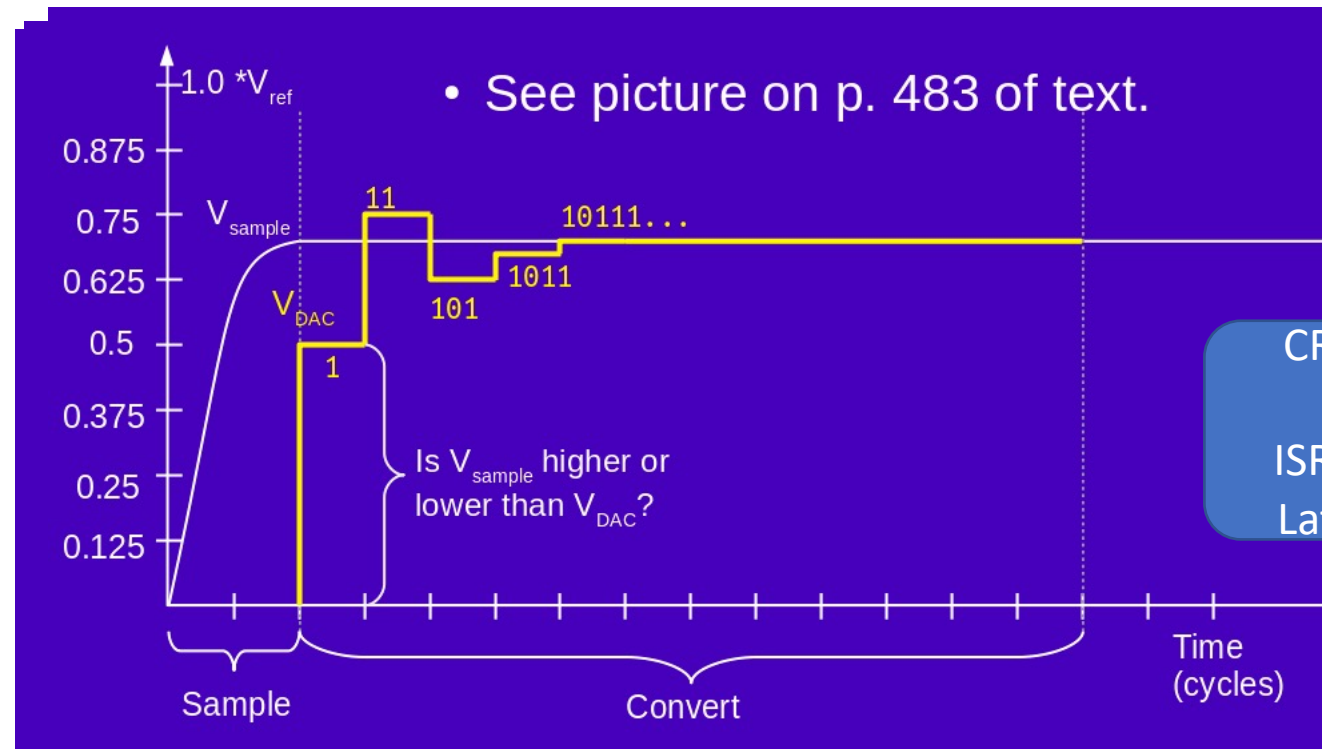 1.0 *Vref
• See picture on p. 483 of text.
0.875
0.75
0.625
0.5
0.375
0.25
0.125
Vsample
VDAC
1
11
101
1011
10111...
Is Vsample higher or
lower than VDAC?
Sample
Convert
Time
(cycles)